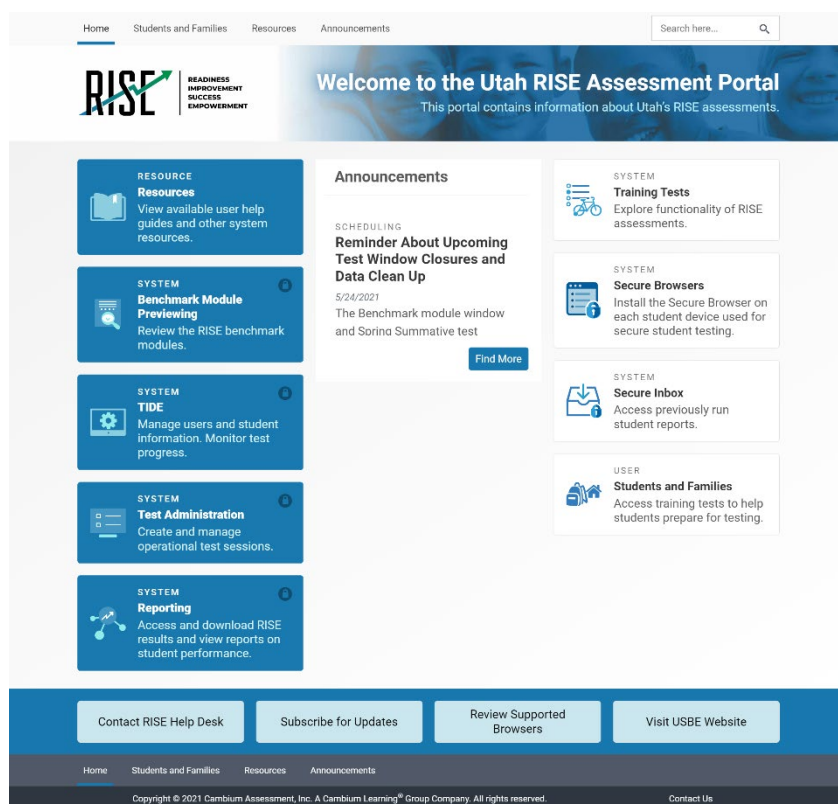 Home Students and Families Resources Announcements Search here...
RISE
READINESS
IMPROVEMENT
SUCCESS
EMPOWERMENT
Welcome to the Utah RISE Assessment Portal
This portal contains information about Utah's RISE assessments.
RESOURCE
Resources
View available user help
guides and other system
resources.
SYSTEM
Benchmark Module
Previewing
Review the RISE benchmark
modules.
SYSTEM
TIDE
Manage users and student
information. Monitor test
progress.
SYSTEM
Test Administration
Create and manage
operational test sessions.
SYSTEM
Reporting
Access and download RISE
results and view reports on
student performance.
Announcements
SCHEDULING
Reminder About Upcoming
Test Window Closures and
Data Clean Up
5/24/2021
The Benchmark module window
and Spring Summative test
Find More
SYSTEM
Training Tests
Explore functionality of RISE
assessments.
SYSTEM
Secure Browsers
Install the Secure Browser on
each student device used for
secure student testing.
SYSTEM
Secure Inbox
Access previously run
student reports.
USER
Students and Families
Access training tests to help
students prepare for testing.
Contact RISE Help Desk
Subscribe for Updates
Review Supported
Browsers
Visit USBE Website
Home Students and Families Resources Announcements
Copyright © 2021 Cambium Assessment, Inc. A Cambium Learning® Group Company. All rights reserved. Contact Us